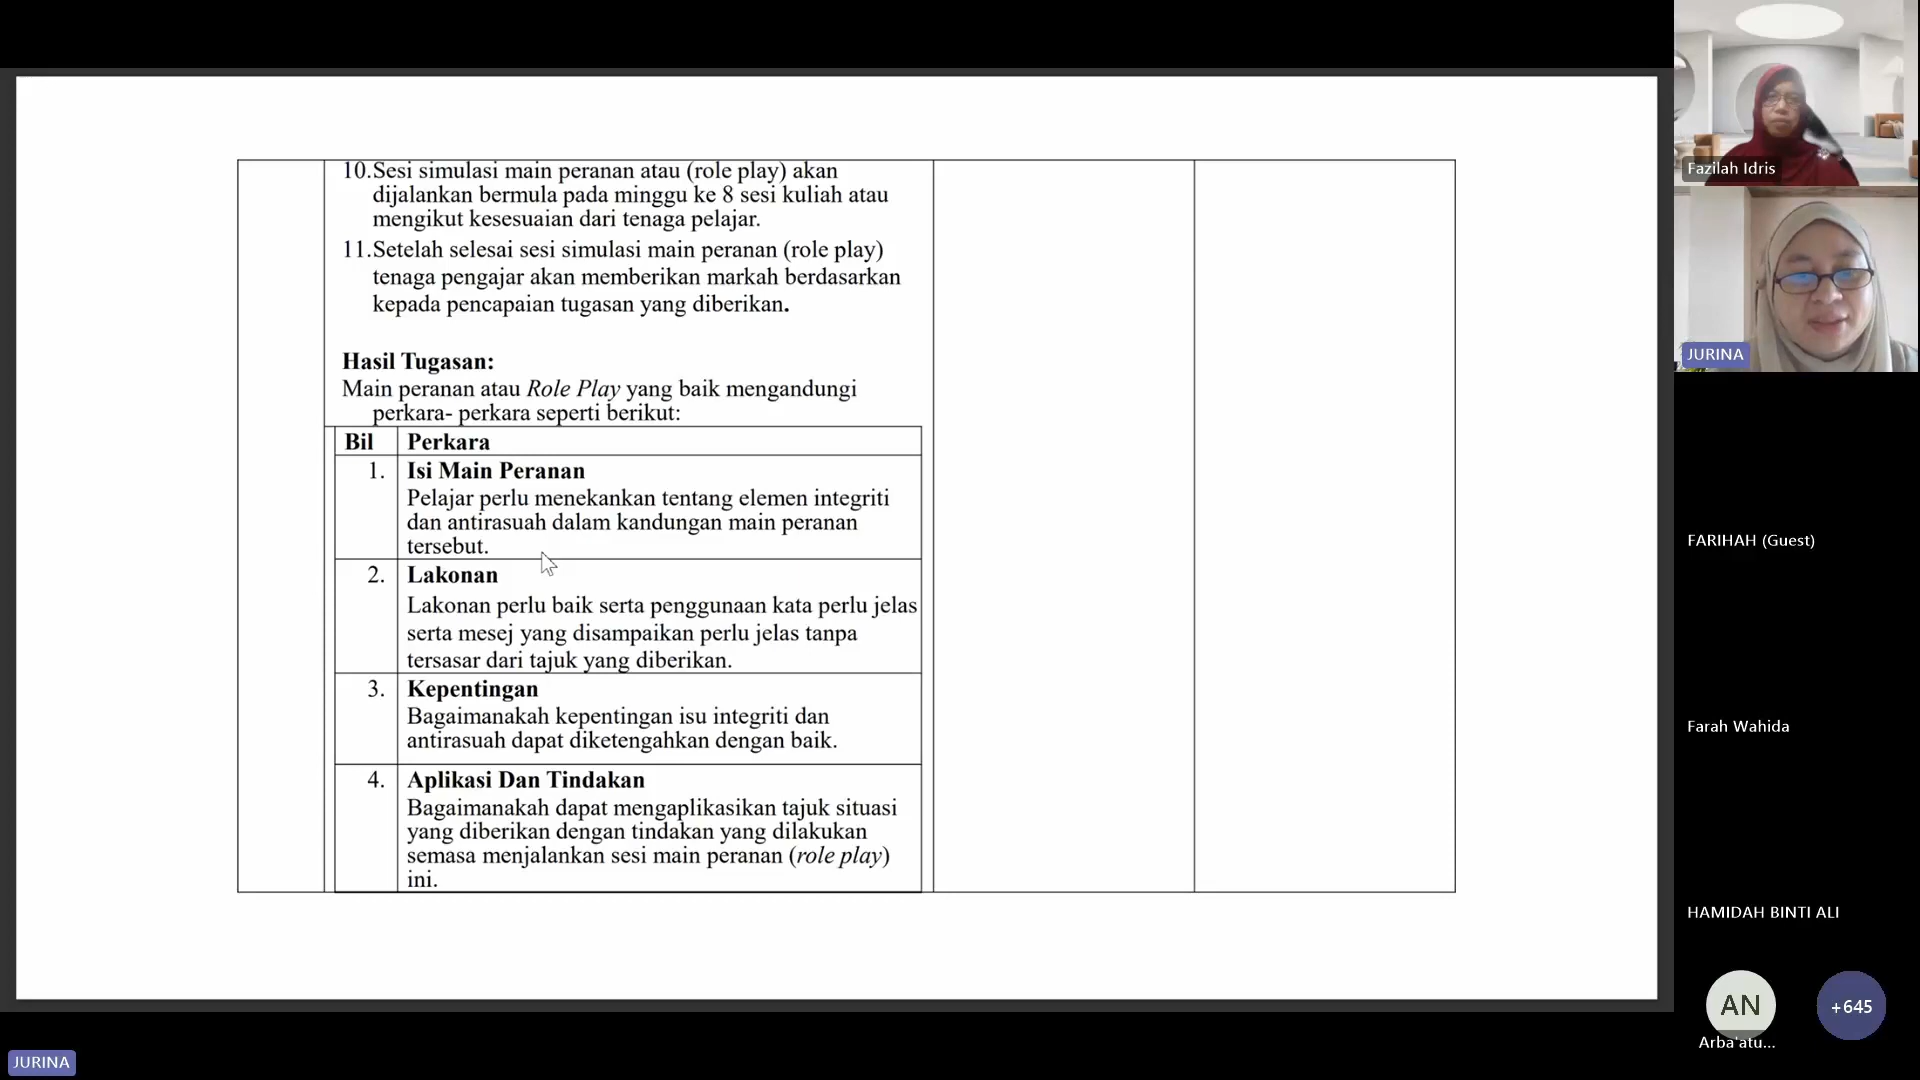 10.Sesi simulasi main peranan atau (role play) akan
dijalankan bermula pada minggu ke 8 sesi kuliah atau
mengikut kesesuaian dari tenaga pelajar.
11.Setelah selesai sesi simulasi main peranan (role play)
tenaga pengajar akan memberikan markah berdasarkan
kepada pencapaian tugasan yang diberikan.
Hasil Tugasan:
Main peranan atau Role Play yang baik mengandungi
perkara- perkara seperti berikut:
Bil Perkara
1. Isi Main Peranan
Pelajar perlu menekankan tentang elemen integriti
dan antirasuah dalam kandungan main peranan
tersebut.
2. Lakonan
Lakonan perlu baik serta penggunaan kata perlu jelas
serta mesej yang disampaikan perlu jelas tanpa
tersasar dari tajuk yang diberikan.
3. Kepentingan
Bagaimanakah kepentingan isu integriti dan
antirasuah dapat diketengahkan dengan baik.
4. Aplikasi Dan Tindakan
Bagaimanakah dapat mengaplikasikan tajuk situasi
yang diberikan dengan tindakan yang dilakukan
semasa menjalankan sesi main peranan (role play)
ini.
Fazilah Idris
JURINA
FARIHAH (Guest)
Farah Wahida
HAMIDAH BINTI ALI
AN
+645
Arba'atu...
JURINA